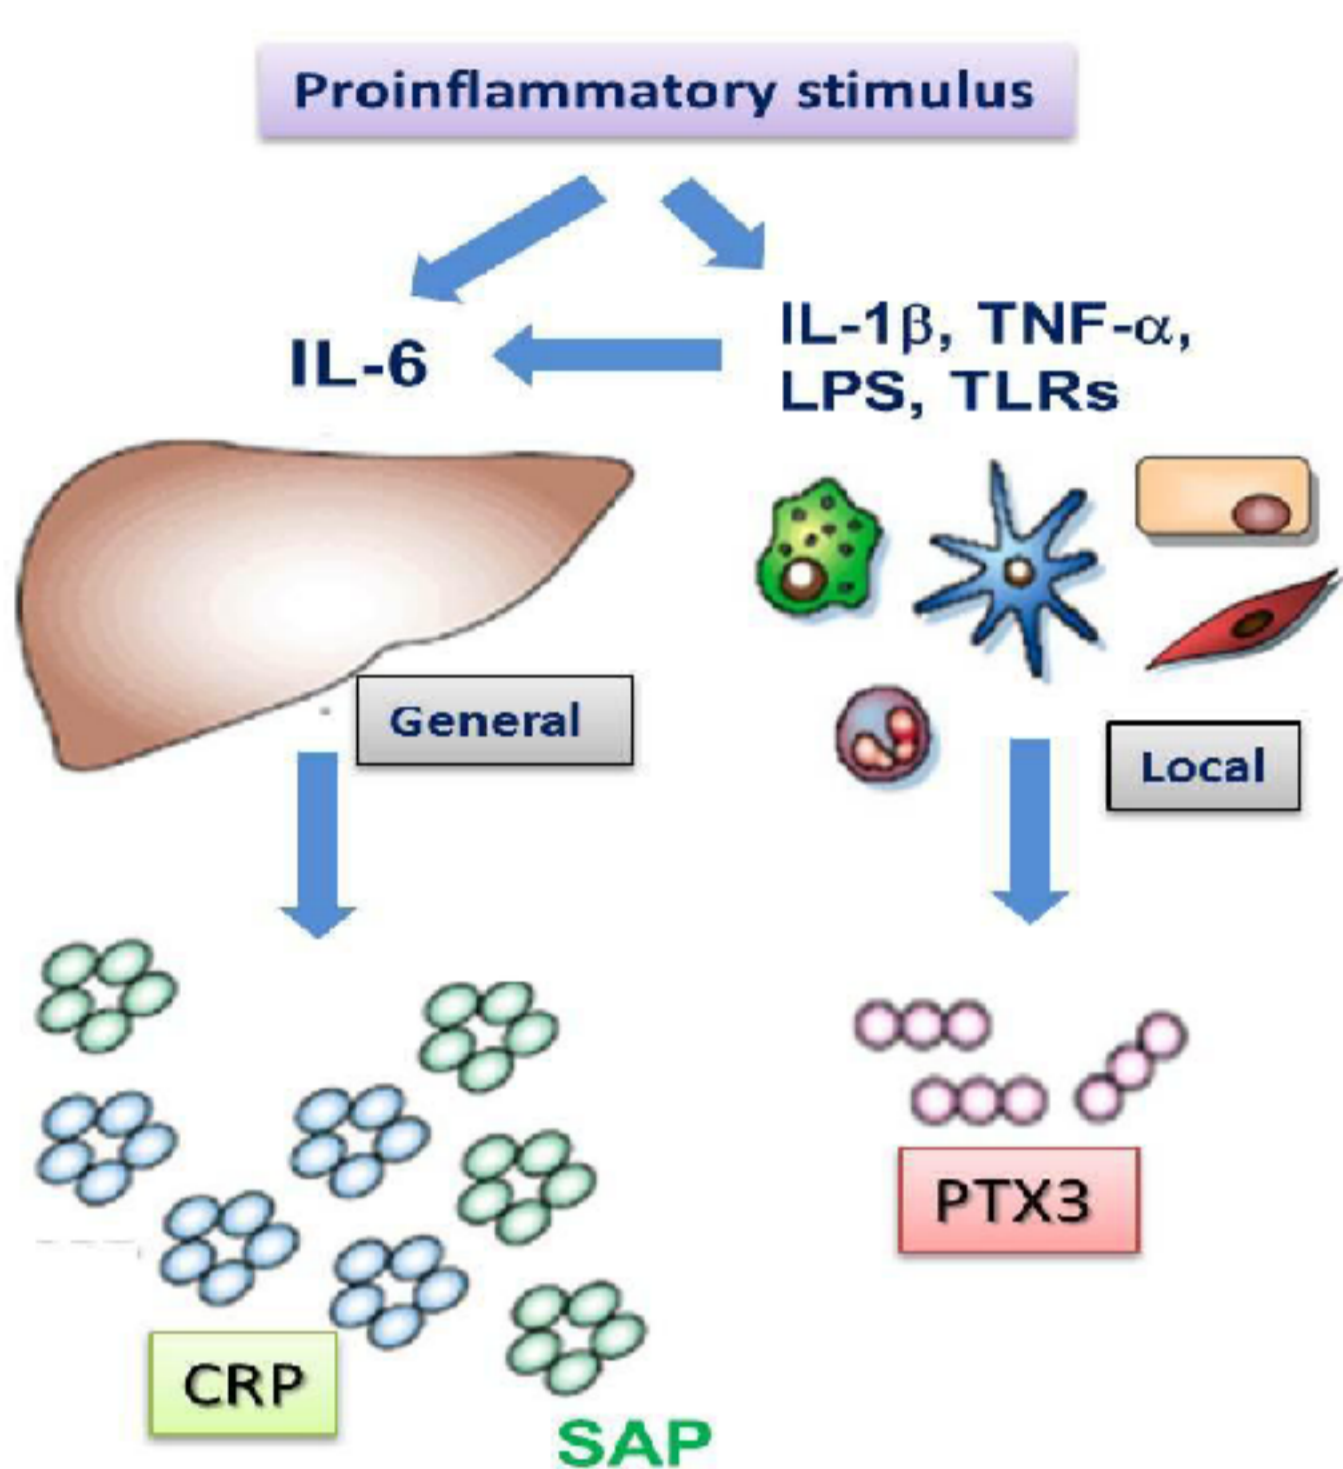 Proinflammatory stimulus
IL-6
IL-1β, TNF-α,
LPS, TLRs
General
Local
PTX3
CRP
SAP